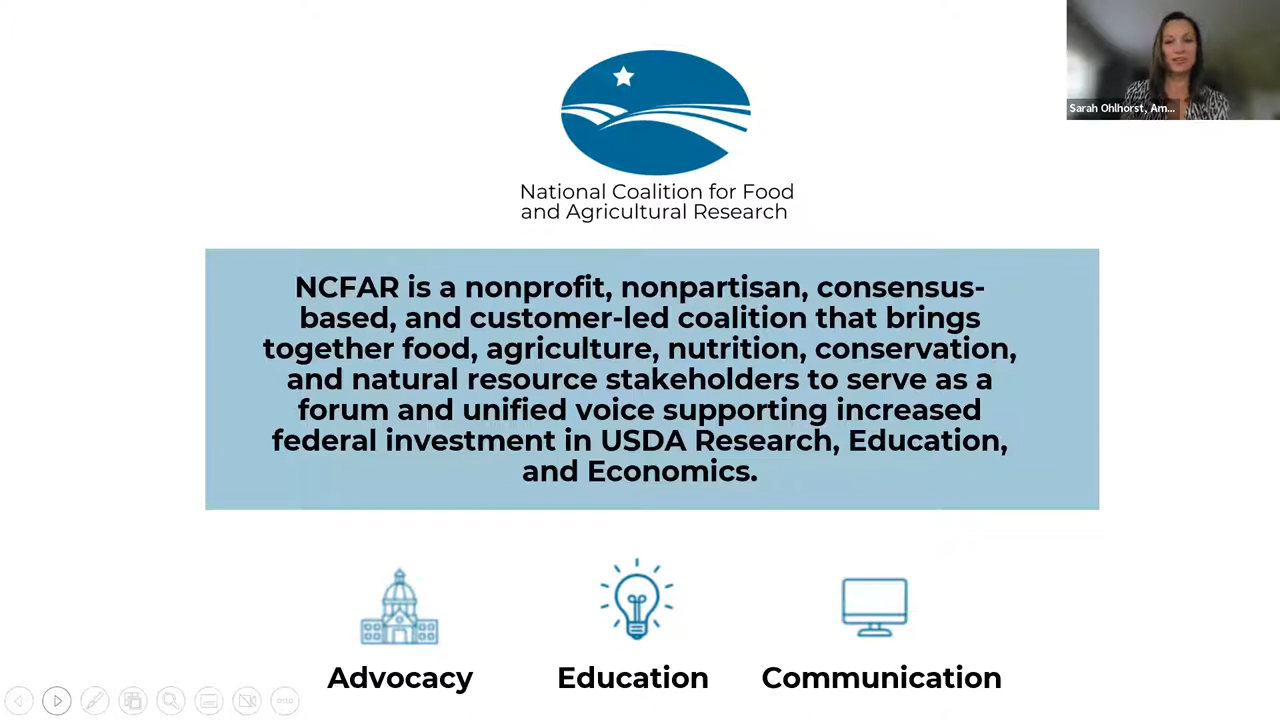 Sarah Ohlhorst, Am...
National Coalition for Food
and Agricultural Research
NCFAR is a nonprofit, nonpartisan, consensus-
based, and customer-led coalition that brings
together food, agriculture, nutrition, conservation,
and natural resource stakeholders to serve as a
forum and unified voice supporting increased
federal investment in USDA Research, Education,
and Economics.
Advocacy
Education
Communication